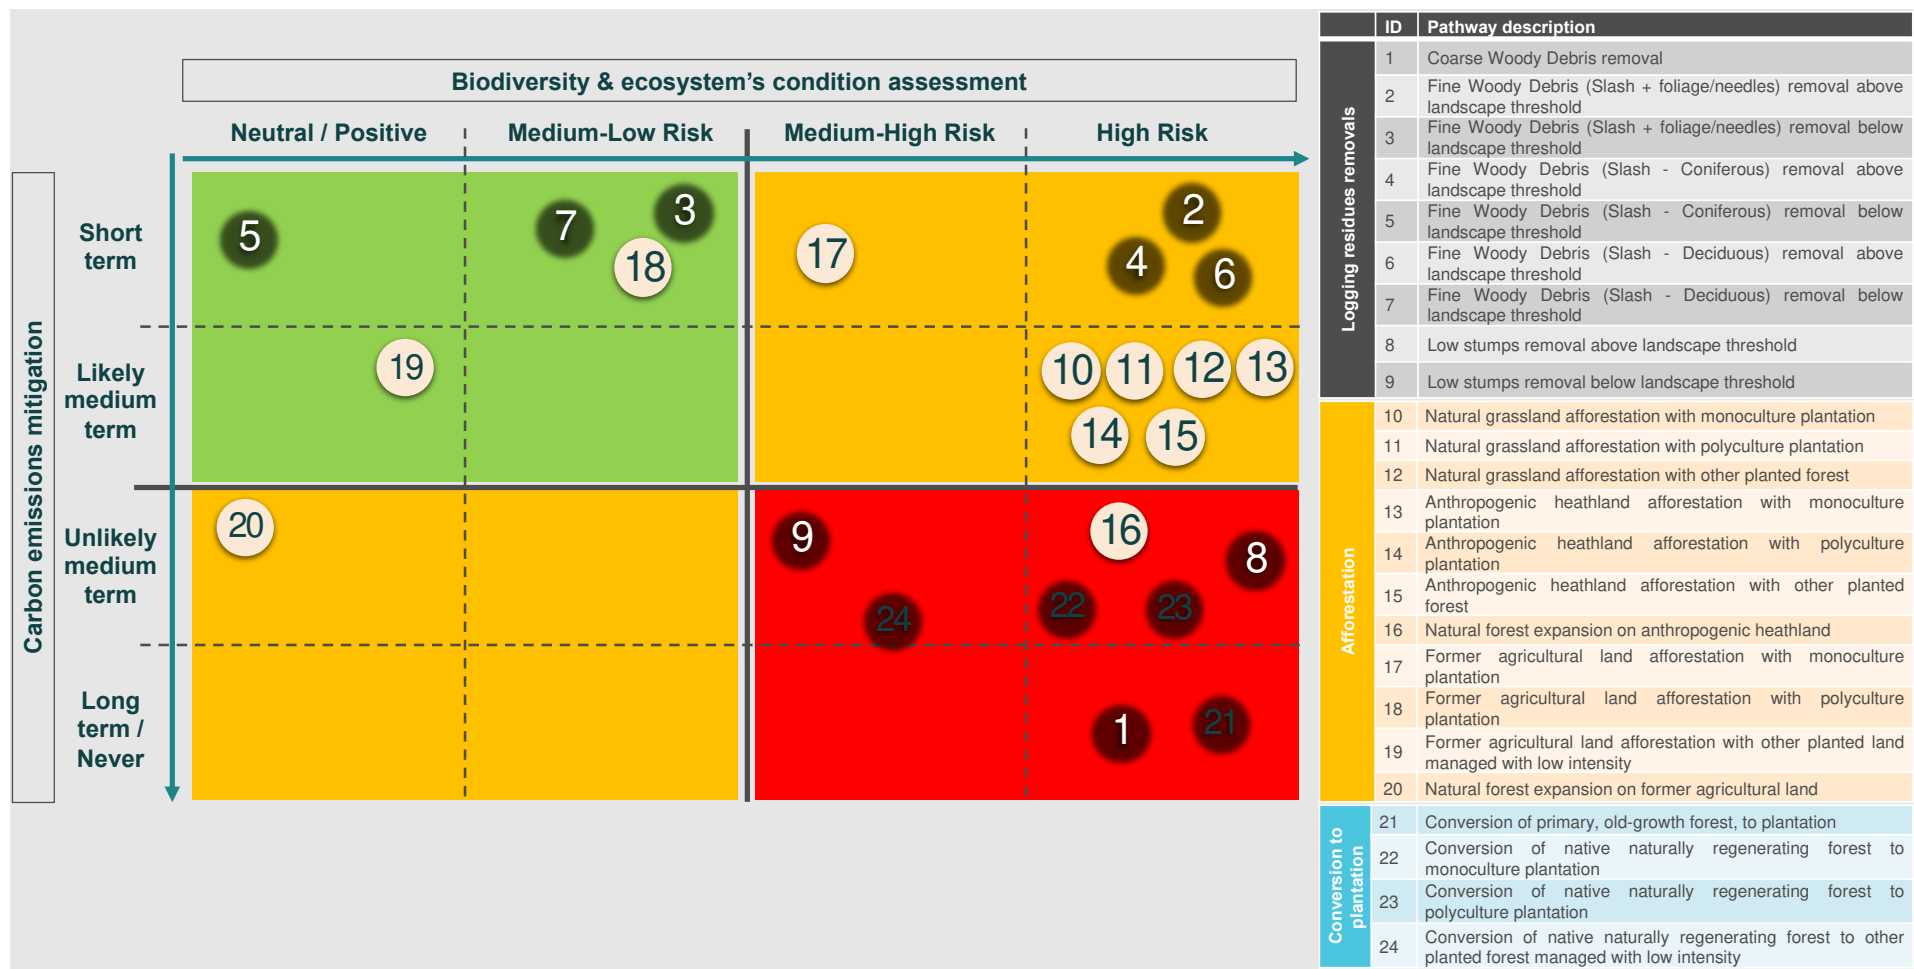 Biodiversity & ecosystem's condition assessment
Neutral / Positive
Medium-Low Risk
Medium-High Risk
High Risk
Carbon emissions mitigation
Short
term
Likely
medium
term
Unlikely
medium
term
Long
term /
Never
5
7
3
18
17
2
4
6
19
10
11
12
13
14
15
20
9
24
16
8
22
23
1
21
ID Pathway description
Logging residues removals
1 Coarse Woody Debris removal
2 Fine Woody Debris (Slash + foliage/needles) removal above
landscape threshold
3 Fine Woody Debris (Slash + foliage/needles) removal below
landscape threshold
4 Fine Woody Debris (Slash - Coniferous) removal above
landscape threshold
5 Fine Woody Debris (Slash - Coniferous) removal below
landscape threshold
6 Fine Woody Debris (Slash - Deciduous) removal above
landscape threshold
7 Fine Woody Debris (Slash - Deciduous) removal below
landscape threshold
8 Low stumps removal above landscape threshold
9 Low stumps removal below landscape threshold
Afforestation
10 Natural grassland afforestation with monoculture plantation
11 Natural grassland afforestation with polyculture plantation
12 Natural grassland afforestation with other planted forest
13 Anthropogenic heathland afforestation with monoculture
plantation
14 Anthropogenic heathland afforestation with polyculture
plantation
15 Anthropogenic heathland afforestation with other planted
forest
16 Natural forest expansion on anthropogenic heathland
17 Former agricultural land afforestation with monoculture
plantation
18 Former agricultural land afforestation with polyculture
plantation
19 Former agricultural land afforestation with other planted land
managed with low intensity
20 Natural forest expansion on former agricultural land
Conversion to
plantation
21 Conversion of primary, old-growth forest, to plantation
22 Conversion of native naturally regenerating forest to
monoculture plantation
23 Conversion of native naturally regenerating forest to
polyculture plantation
24 Conversion of native naturally regenerating forest to other
planted forest managed with low intensity